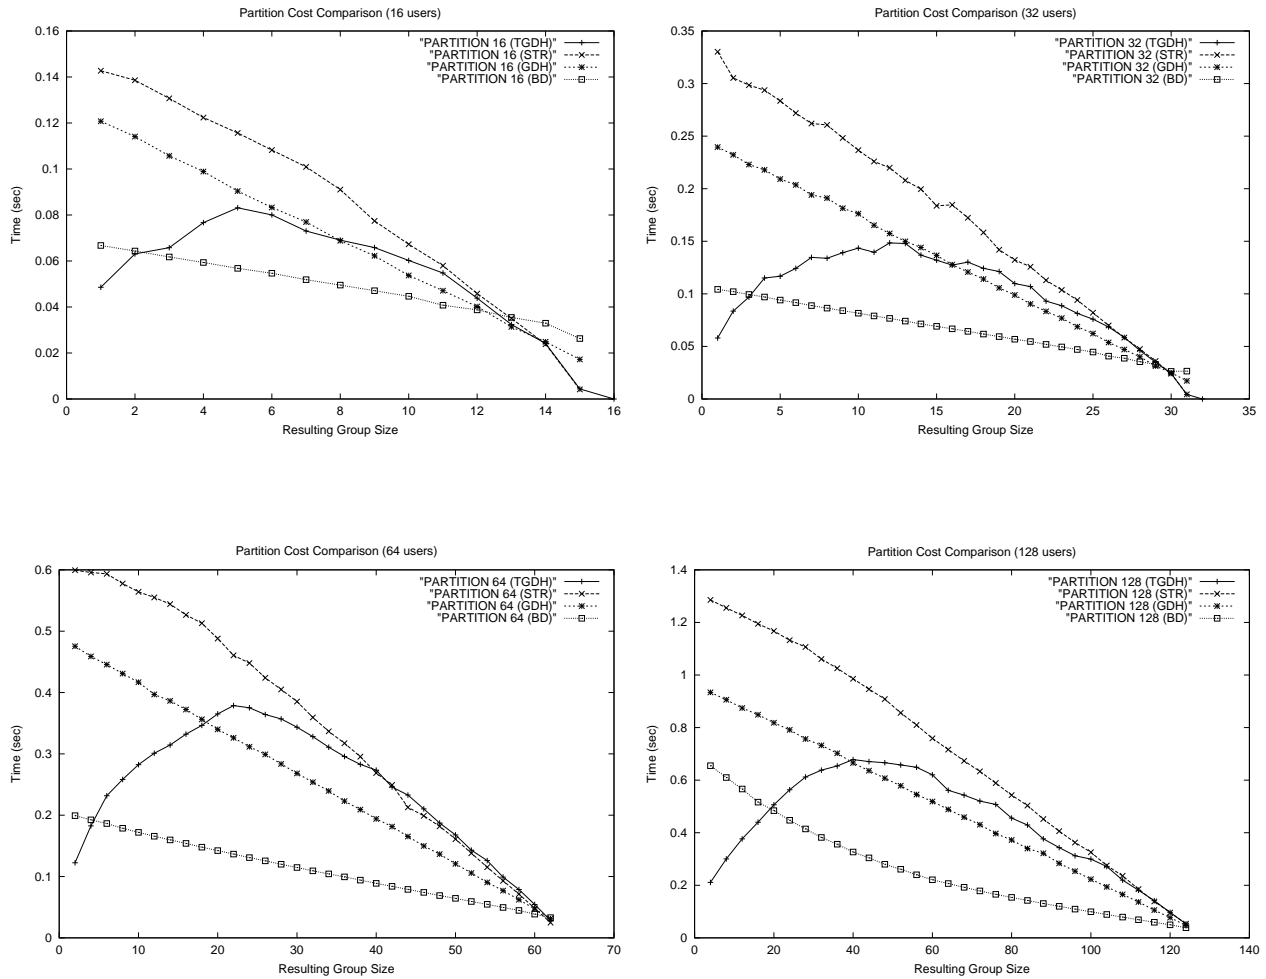 Partition Cost Comparison (16 users)
"PARTITION 16 (TGDH)"
"PARTITION 16 (STR)"
"PARTITION 16 (GDH)"
"PARTITION 16 (BD)"
0.16
0.14
0.12
0.1
0.08
0.06
0.04
0.02
0
Time (sec)
0 2 4 6 8 10 12 14 16
Resulting Group Size
Partition Cost Comparison (32 users)
"PARTITION 32 (TGDH)"
"PARTITION 32 (STR)"
"PARTITION 32 (GDH)"
"PARTITION 32 (BD)"
0.35
0.3
0.25
0.2
0.15
0.1
0.05
0
Time (sec)
0 5 10 15 20 25 30 35
Resulting Group Size
Partition Cost Comparison (64 users)
"PARTITION 64 (TGDH)"
"PARTITION 64 (STR)"
"PARTITION 64 (GDH)"
"PARTITION 64 (BD)"
0.6
0.5
0.4
0.3
0.2
0.1
0
Time (sec)
0 10 20 30 40 50 60 70
Resulting Group Size
Partition Cost Comparison (128 users)
"PARTITION 128 (TGDH)"
"PARTITION 128 (STR)"
"PARTITION 128 (GDH)"
"PARTITION 128 (BD)"
1.4
1.2
1
0.8
0.6
0.4
0.2
0
Time (sec)
0 20 40 60 80 100 120 140
Resulting Group Size